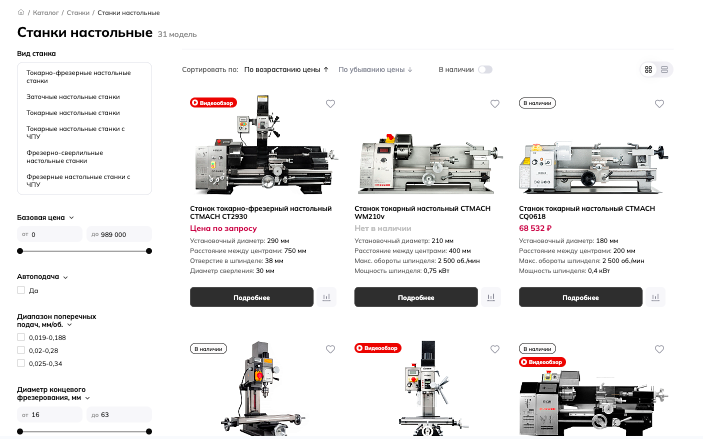 Каталог / Станки / Станки настольные
Станки настольные 31 модель
Вид станка
Токарно-фрезерные настольные
станки
Заточные настольные станки
Токарные настольные станки
Токарные настольные станки с
ЧПУ
Фрезерно-сверлильные
настольные станки
Фрезерные настольные станки с
ЧПУ
Базовая цена
от 0
до 989 000
Автоподача
Да
Диапазон поперечных
подач, мм/об.
0,019-0,188
0,02-0,28
0,025-0,34
Диаметр концевого
фрезерования, мм
от 16
до 63
Сортировать по: По возрастанию цены ↑ По убыванию цены ↓ В наличии
Видеообзор
Станок токарно-фрезерный настольный
CTMACH CT2930
Цена по запросу
Установочный диаметр: 290 мм
Расстояние между центрами: 750 мм
Отверстие в шпинделе: 38 мм
Диаметр сверления: 30 мм
Подробнее
Станок токарный настольный CTMACH
WM210v
Нет в наличии
Установочный диаметр: 210 мм
Расстояние между центрами: 400 мм
Макс. обороты шпинделя: 2 500 об./мин
Мощность шпинделя: 0,75 кВт
Подробнее
В наличии
Станок токарный настольный CTMACH
CQ0618
68 532 ₽
Установочный диаметр: 180 мм
Расстояние между центрами: 200 мм
Макс. обороты шпинделя: 2 500 об./мин
Мощность шпинделя: 0,4 кВт
Подробнее
В наличии
Видеообзор
В наличии
Видеообзор